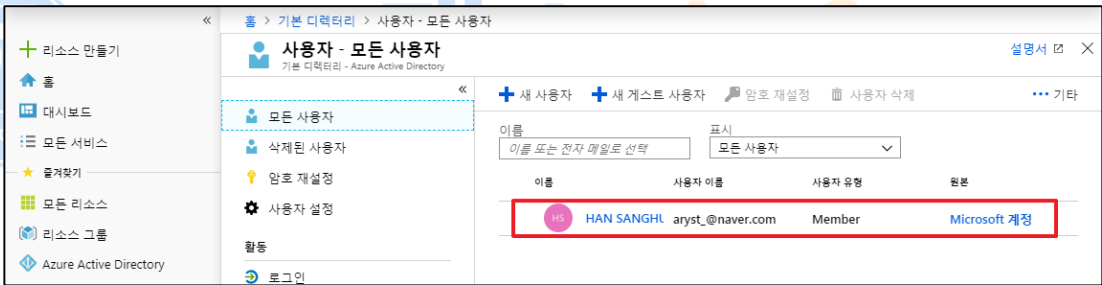 «
홈 > 기본 디렉터리 > 사용자 - 모든 사용자
리소스 만들기
홈
대시보드
모든 서비스
즐겨찾기
모든 리소스
리소스 그룹
Azure Active Directory
사용자 - 모든 사용자
기본 디렉터리 - Azure Active Directory
설명서
«
모든 사용자
삭제된 사용자
암호 재설정
사용자 설정
활동
로그인
새 사용자 새 게스트 사용자 암호 재설정 사용자 삭제 ··· 기타
이름 표시
이름 또는 전자 메일로 선택 모든 사용자
이름 사용자 이름 사용자 유형 원본
HS HAN SANGHU aryst_@naver.com Member Microsoft 계정